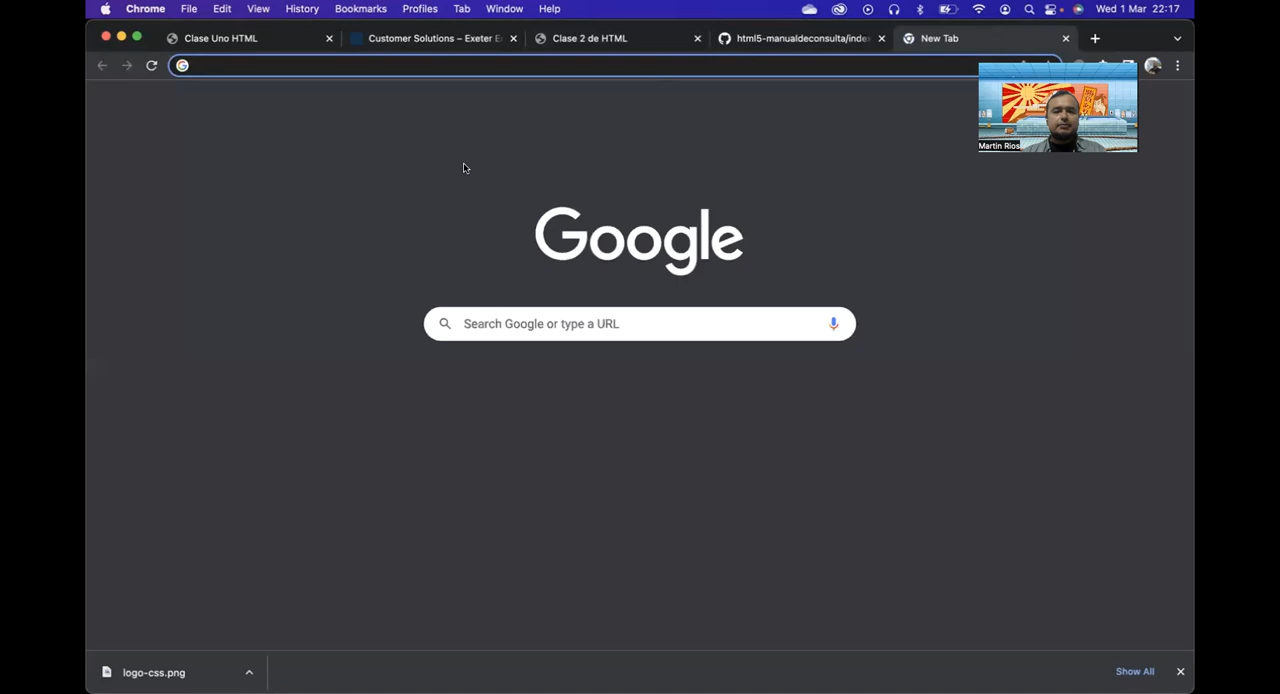 Chrome File Edit View History Bookmarks Profiles Tab Window Help Wed 1 Mar 22:17
Clase Uno HTML Customer Solutions – Exeter E Clase 2 de HTML html5-manualdeconsulta/index New Tab
Martin Rios
Google
Search Google or type a URL
logo-css.png Show All